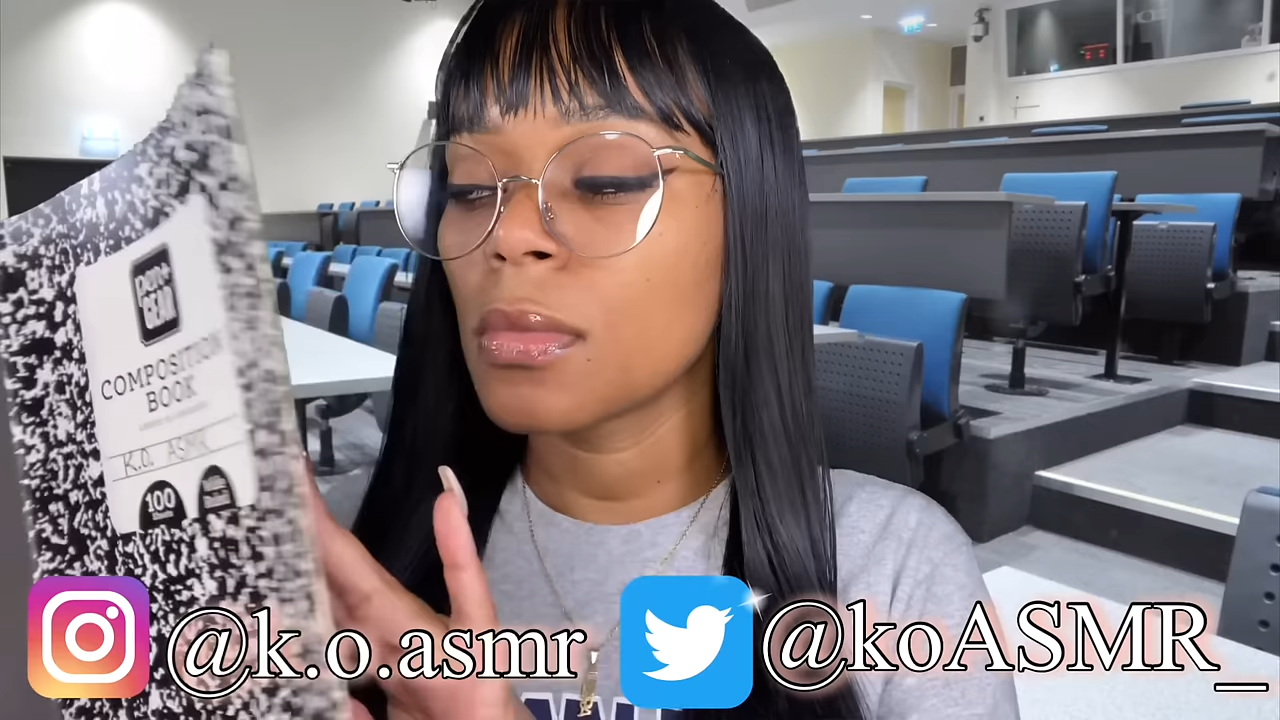 pen+
GEAR
COMPOSITION
BOOK
K.O. ASMR
100
@k.o.asmr
@koASMR_